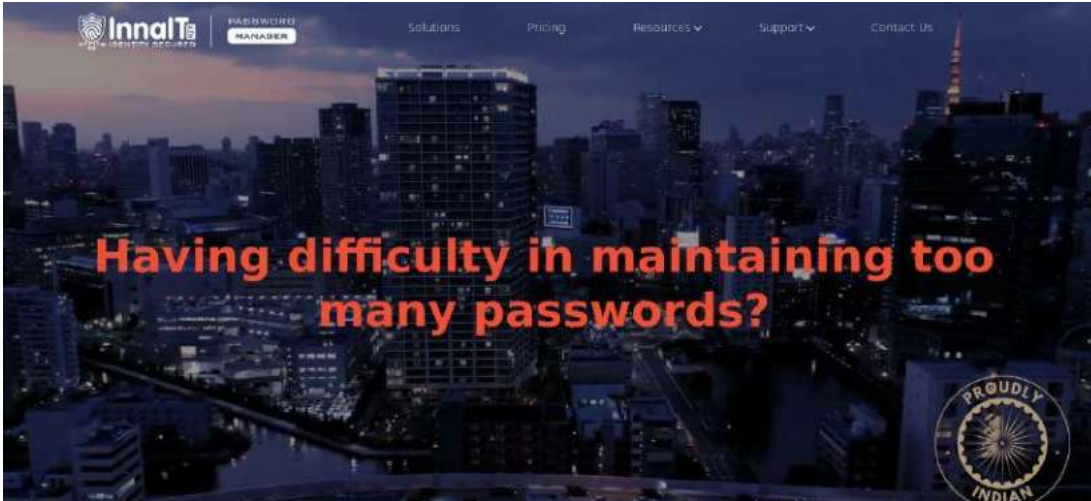 InnaIT
PASSWORD
MANAGER
IDENTITY SECURED
Solutions
Pricing
Resources
Support
Contact Us
Having difficulty in maintaining too
many passwords?
PROUDLY
INDIAN